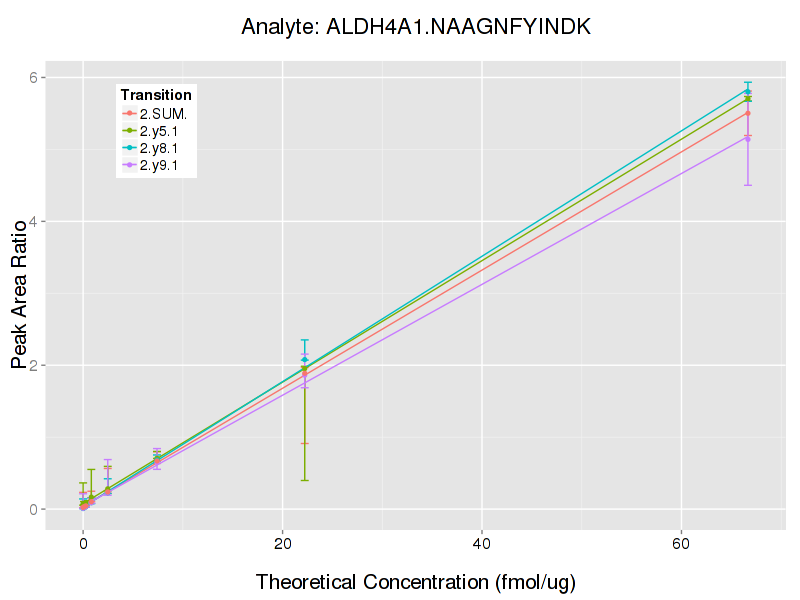 Analyte: ALDH4A1.NAAGNFYINDK
Transition
2.SUM.
2.y5.1
2.y8.1
2.y9.1
Peak Area Ratio
6
4
2
0
0 20 40 60
Theoretical Concentration (fmol/ug)